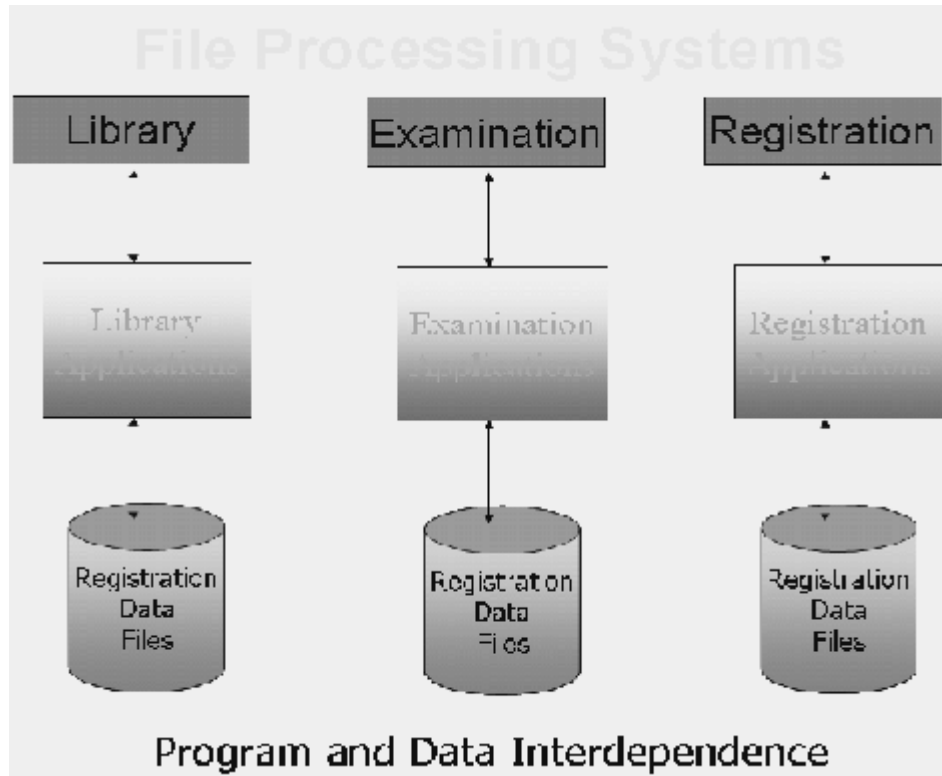 File Processing Systems
Library
Examination
Registration
Library
Applications
Examination
Applications
Registration
Applications
Registration
Data
Files
Registration
Data
Files
Registration
Data
Files
Program and Data Interdependence